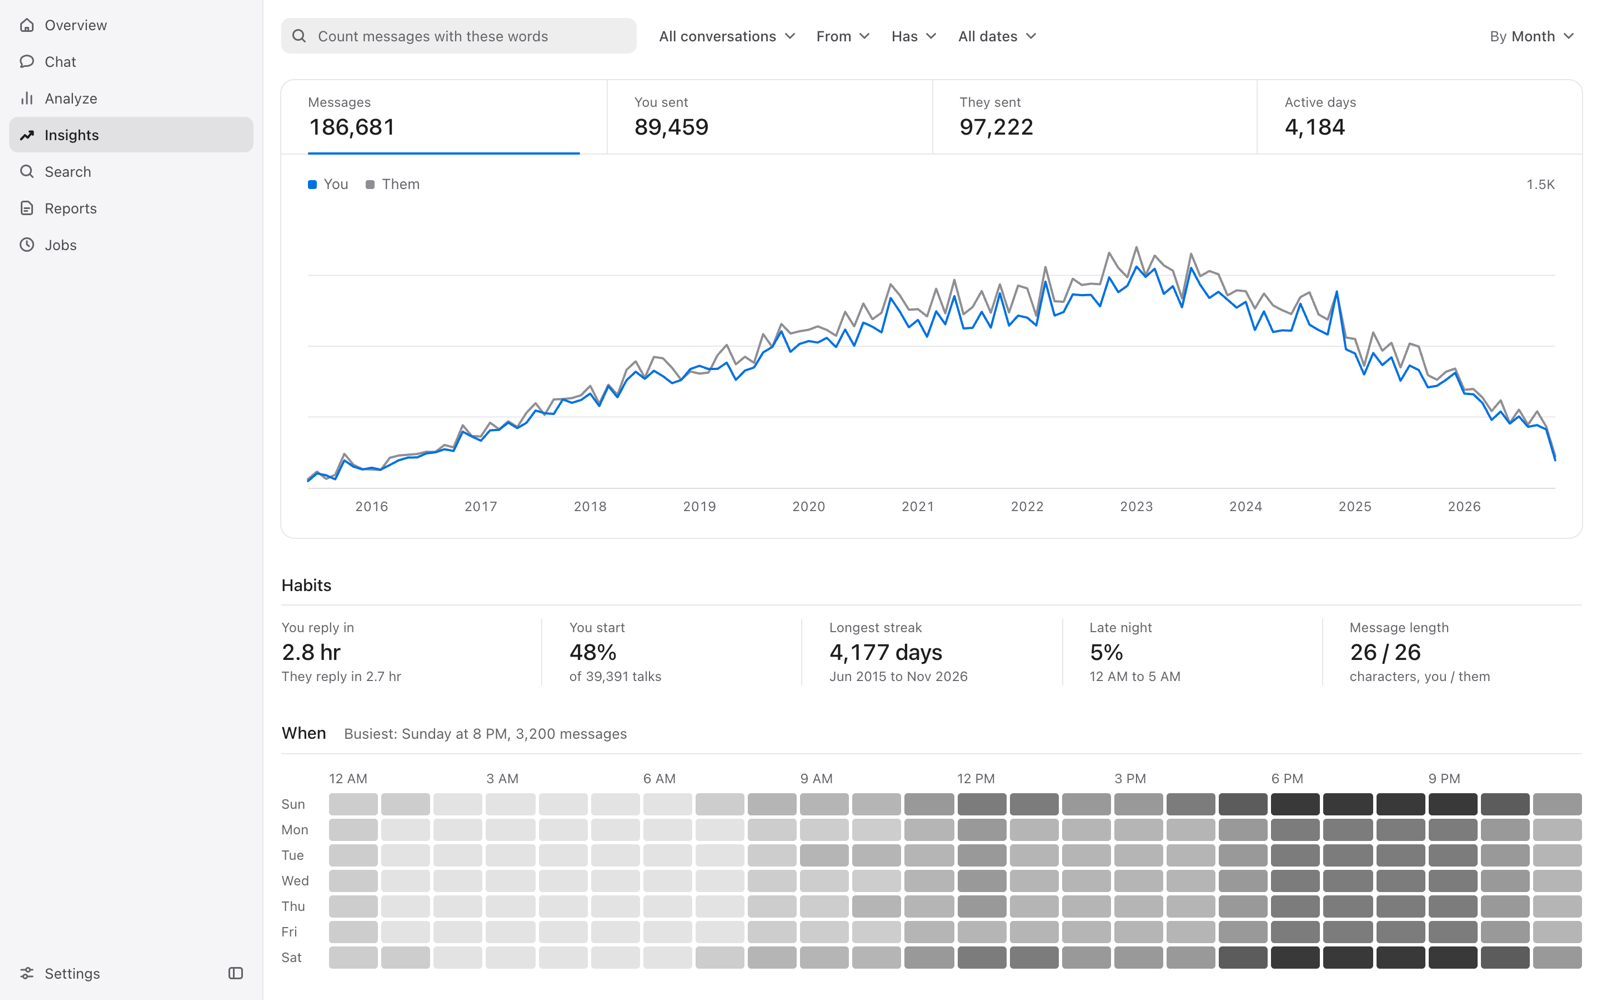 Overview
Chat
Analyze
Insights
Search
Reports
Jobs
Settings
Count messages with these words
All conversations
From
Has
All dates
By Month
Messages
186,681
You sent
89,459
They sent
97,222
Active days
4,184
You
Them
1.5K
2016 2017 2018 2019 2020 2021 2022 2023 2024 2025 2026
Habits
You reply in
2.8 hr
They reply in 2.7 hr
You start
48%
of 39,391 talks
Longest streak
4,177 days
Jun 2015 to Nov 2026
Late night
5%
12 AM to 5 AM
Message length
26 / 26
characters, you / them
When Busiest: Sunday at 8 PM, 3,200 messages
12 AM 3 AM 6 AM 9 AM 12 PM 3 PM 6 PM 9 PM
Sun
Mon
Tue
Wed
Thu
Fri
Sat